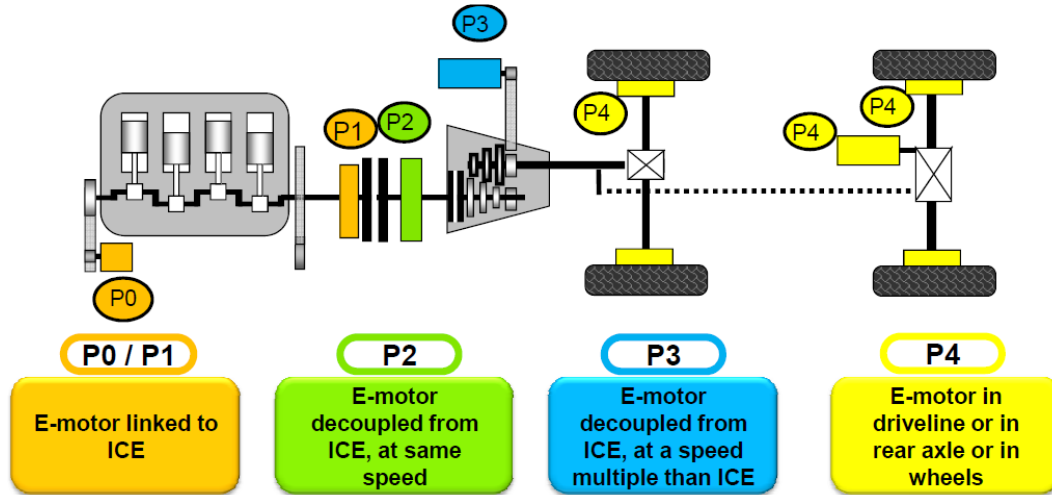 P3
P1
P2
P4
P4
P4
P0
P0 / P1
P2
P3
P4
E-motor linked to
ICE
E-motor
decoupled from
ICE, at same
speed
E-motor
decoupled from
ICE, at a speed
multiple than ICE
E-motor in
driveline or in
rear axle or in
wheels